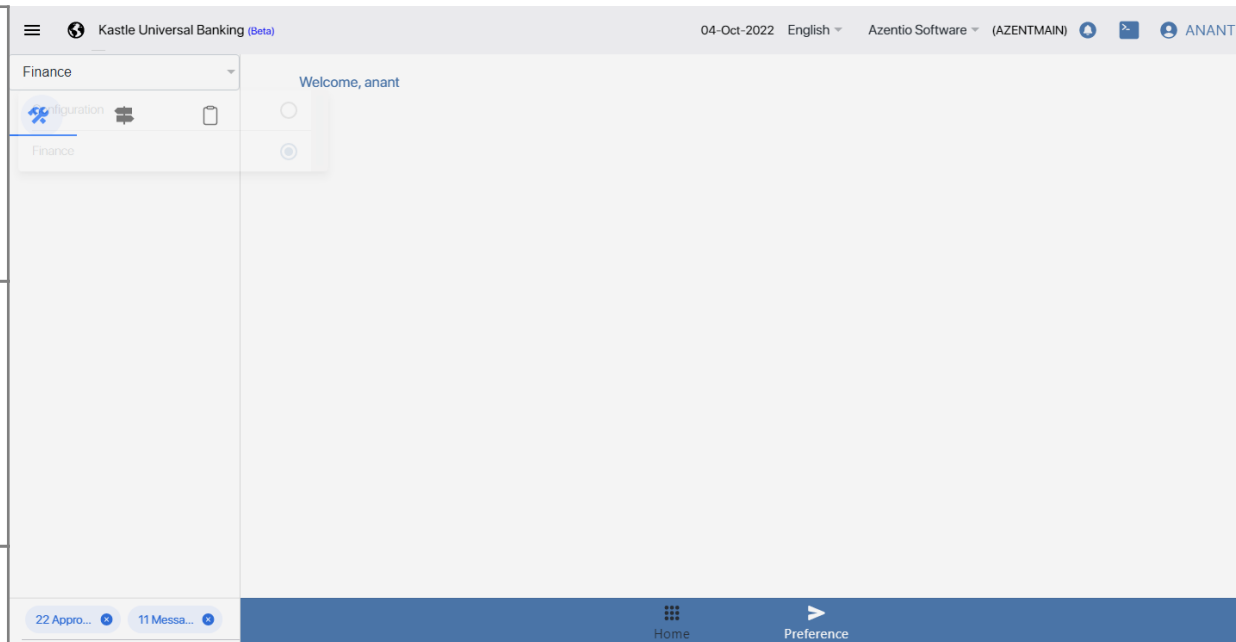 Kastle Universal Banking (Beta) 04-Oct-2022 English Azentio Software (AZENTMAIN) ANANT
Finance
Welcome, anant
Configuration
Finance
22 Appro... 11 Messa...
Home Preference